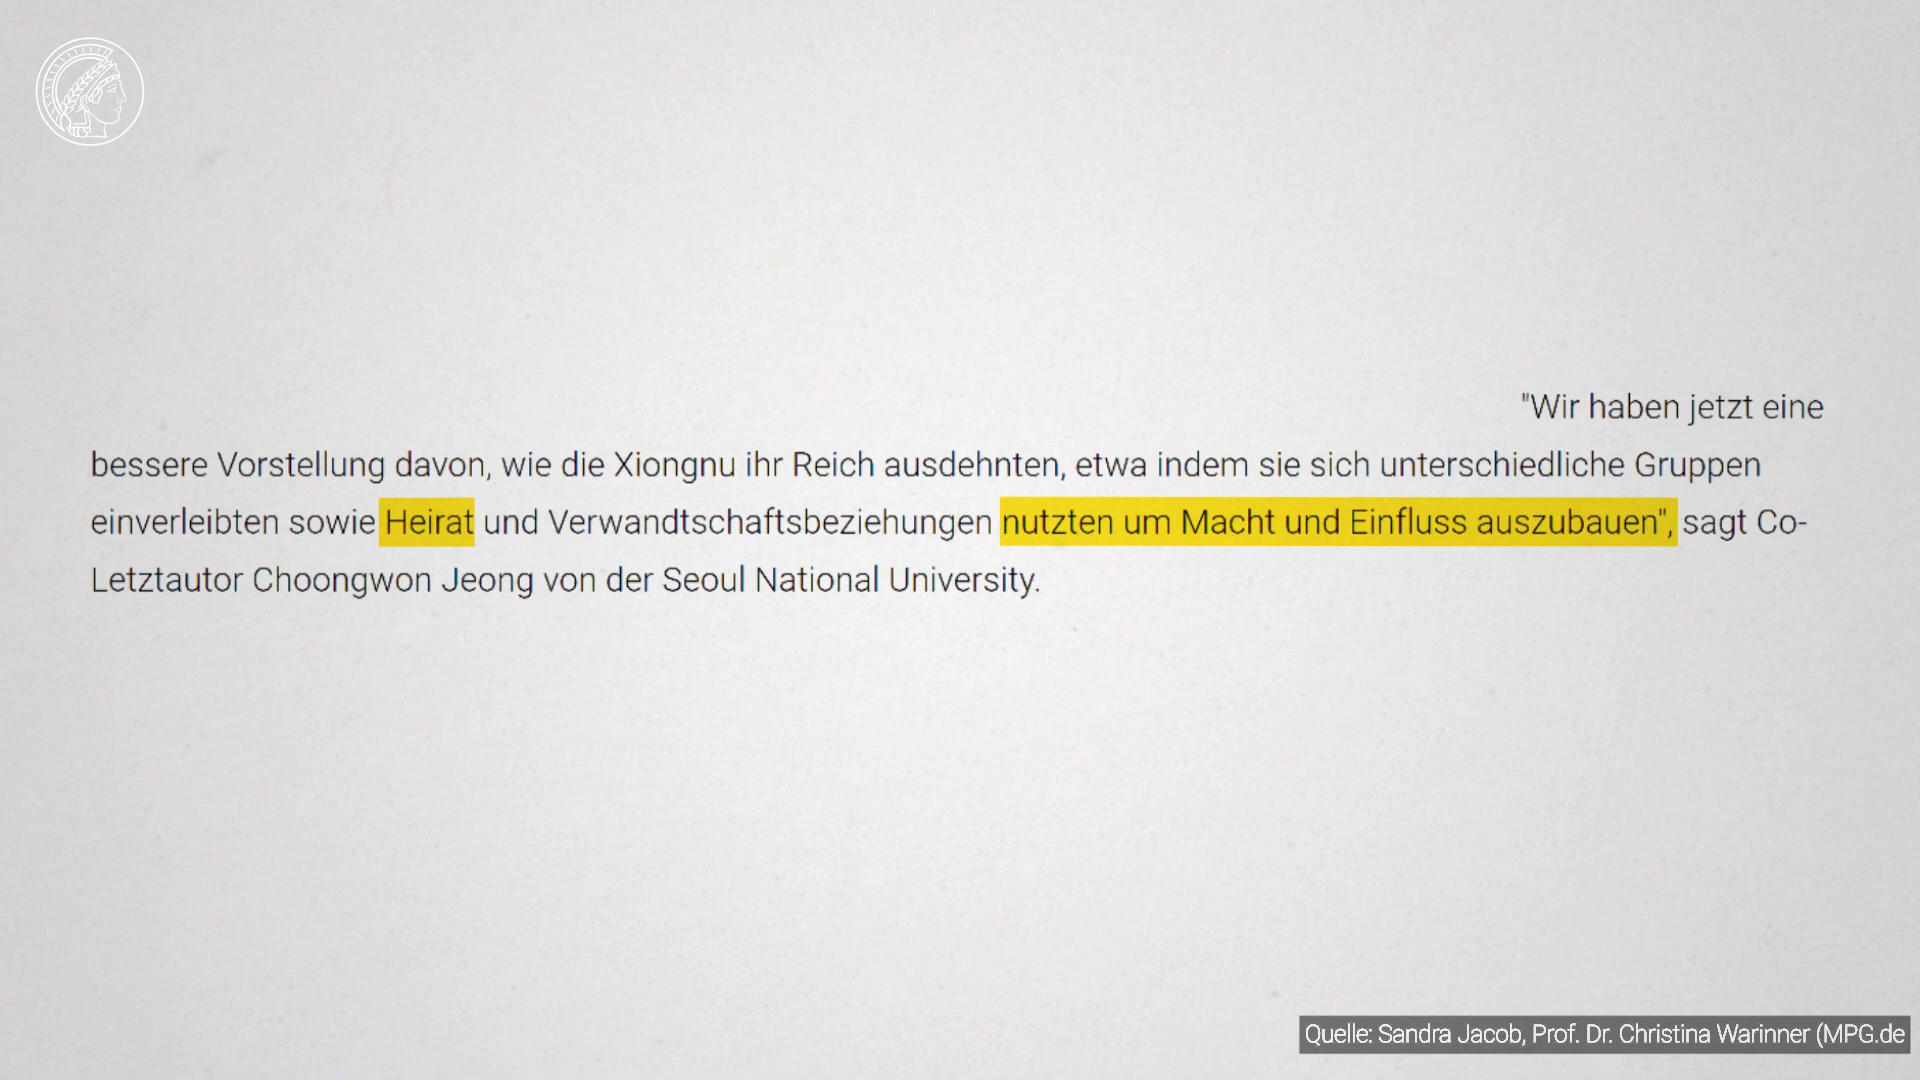 "Wir haben jetzt eine
bessere Vorstellung davon, wie die Xiongnu ihr Reich ausdehnten, etwa indem sie sich unterschiedliche Gruppen
einverleibten sowie Heirat und Verwandtschaftsbeziehungen nutzten um Macht und Einfluss auszubauen", sagt Co-
Letztautor Choongwon Jeong von der Seoul National University.
Quelle: Sandra Jacob, Prof. Dr. Christina Warinner (MPG.de